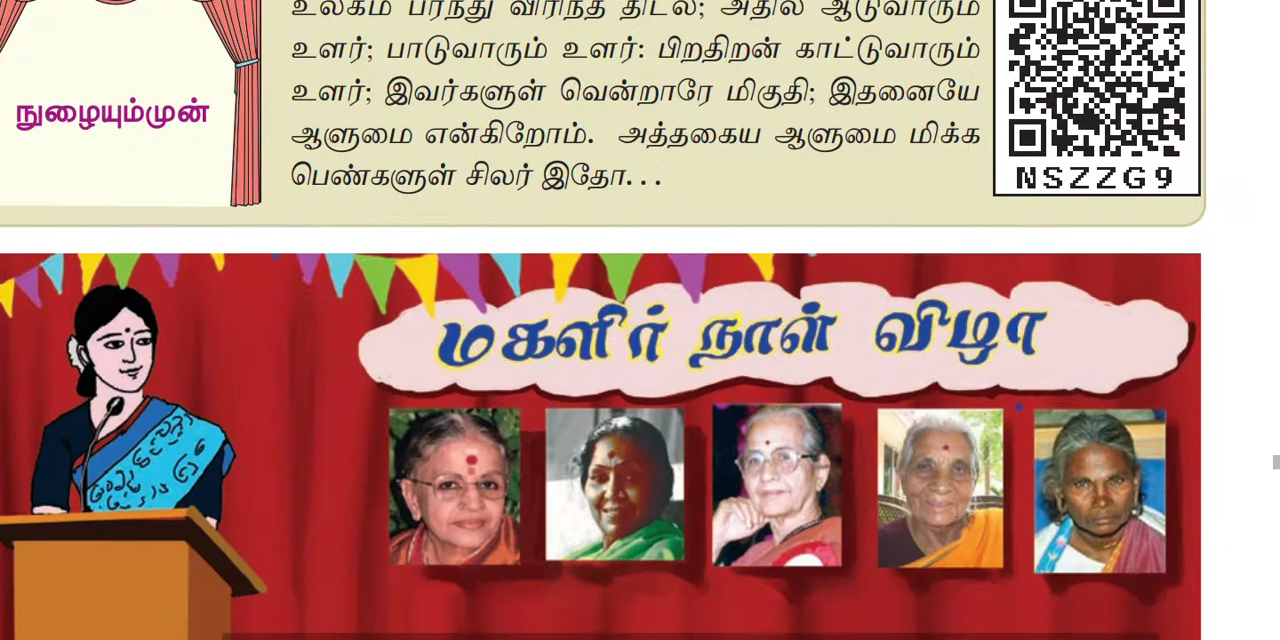 உலகம் பரந்து விரிந்த திடல்; அதில் ஆடுவாரும்
உளர்; பாடுவாரும் உளர்: பிறதிறன் காட்டுவாரும்
நுழையும்முன்
உளர்; இவர்களுள் வென்றாரே மிகுதி; இதனையே
ஆளுமை என்கிறோம். அத்தகைய ஆளுமை மிக்க
பெண்களுள் சிலர் இதோ...
NSZZG9
மகளிர் நாள் விழா